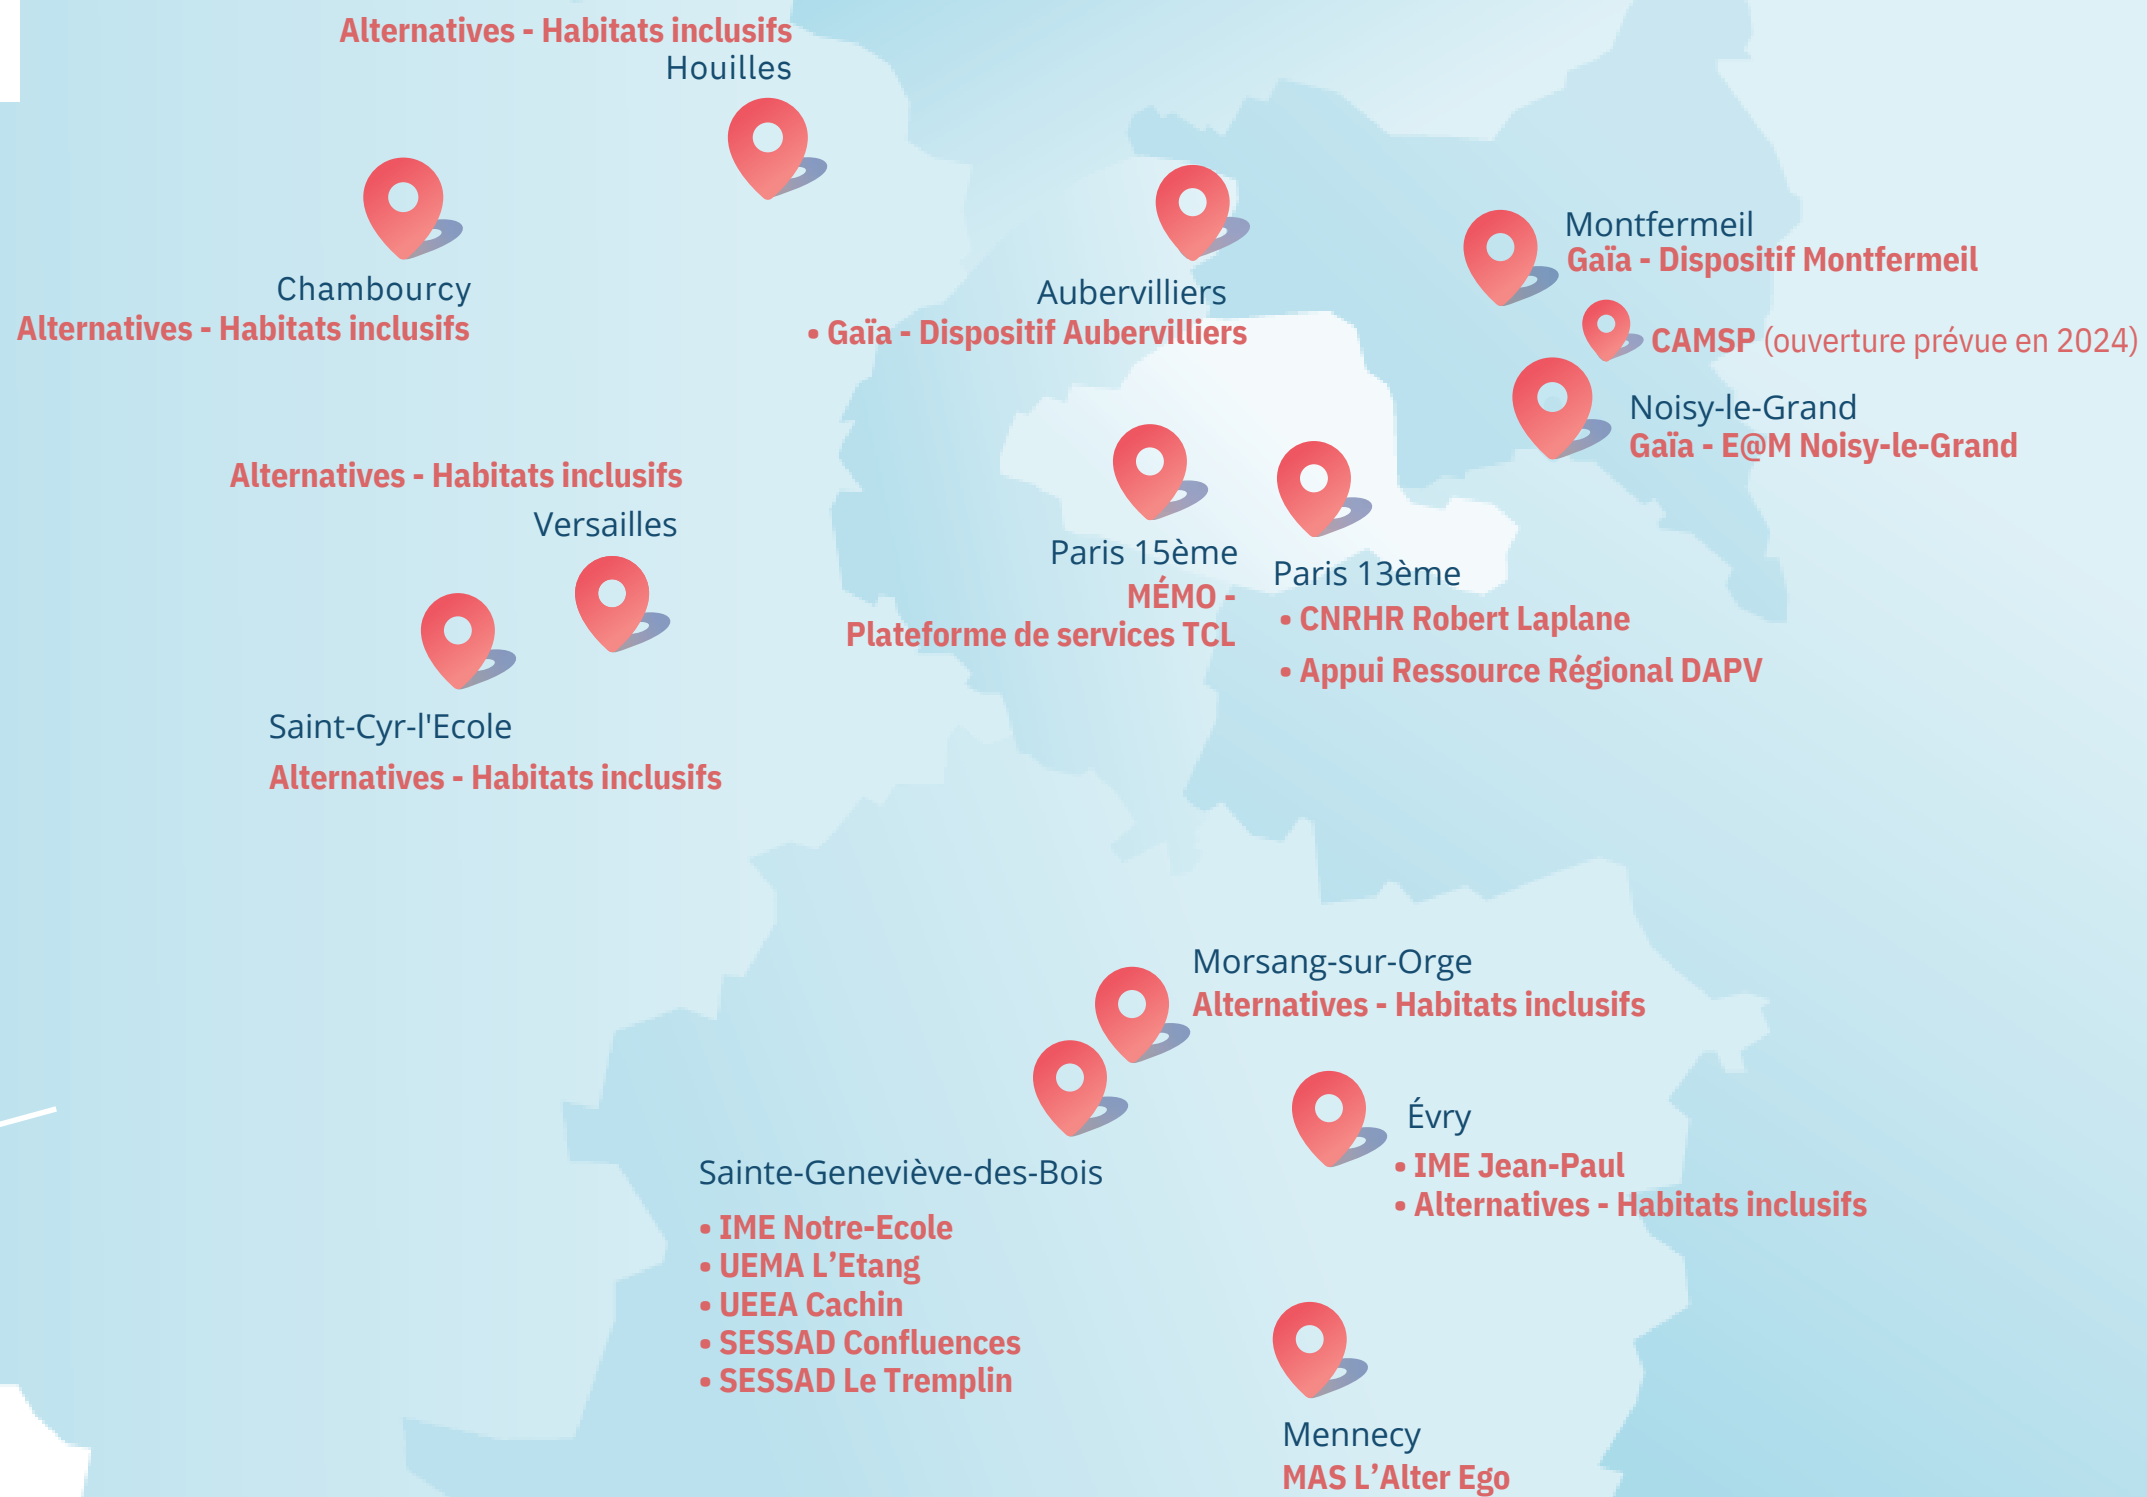 Alternatives - Habitats inclusifs
Houilles
Chambourcy
Alternatives - Habitats inclusifs
Aubervilliers
• Gaïa - Dispositif Aubervilliers
Montfermeil
Gaïa - Dispositif Montfermeil
CAMSP (ouverture prévue en 2024)
Noisy-le-Grand
Gaïa - E@M Noisy-le-Grand
Alternatives - Habitats inclusifs
Versailles
Saint-Cyr-l'Ecole
Alternatives - Habitats inclusifs
Paris 15ème
MÉMO -
Plateforme de services TCL
Paris 13ème
• CNRHR Robert Laplane
• Appui Ressource Régional DAPV
Morsang-sur-Orge
Alternatives - Habitats inclusifs
Évry
• IME Jean-Paul
• Alternatives - Habitats inclusifs
Sainte-Geneviève-des-Bois
• IME Notre-Ecole
• UEMA L’Etang
• UEEA Cachin
• SESSAD Confluences
• SESSAD Le Tremplin
Mennecy
MAS L’Alter Ego